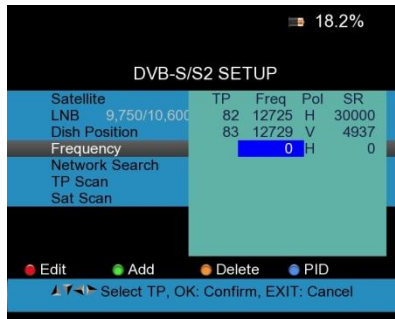 18.2%
DVB-S/S2 SETUP
Satellite TP Freq Pol SR
LNB 9,750/10,600 82 12725 H 30000
Dish Position 83 12729 V 4937
Frequency 0 H 0
Network Search
TP Scan
Sat Scan
Edit Add Delete PID
Select TP, OK: Confirm, EXIT: Cancel